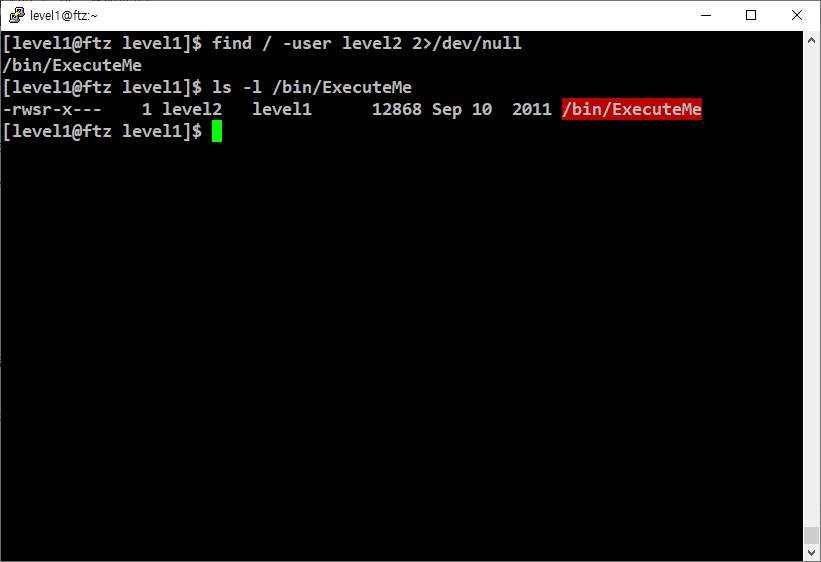 level1@ftz:~
[level1@ftz level1]$ find / -user level2 2>/dev/null
/bin/ExecuteMe
[level1@ftz level1]$ ls -l /bin/ExecuteMe
-rwsr-x---    1 level2   level1      12868 Sep 10  2011 /bin/ExecuteMe
[level1@ftz level1]$